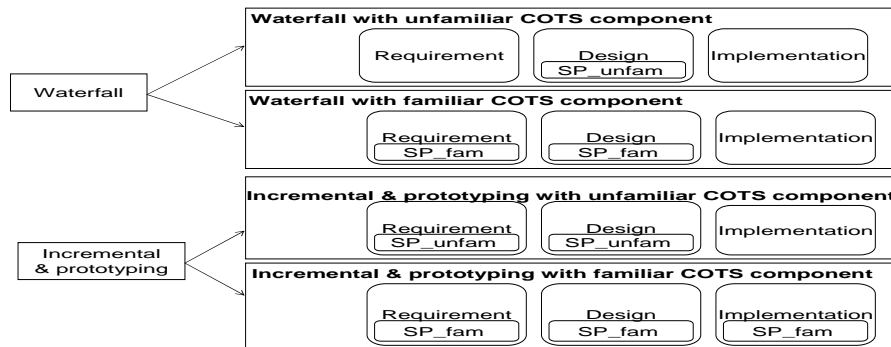 Waterfall with unfamiliar COTS component
Requirement
Design
SP_unfam
Implementation
Waterfall
Waterfall with familiar COTS component
Requirement
SP_fam
Design
SP_fam
Implementation
Incremental & prototyping with unfamiliar COTS component
Requirement
SP_unfam
Design
SP_unfam
Implementation
Incremental
& prototyping
Incremental & prototyping with familiar COTS component
Requirement
SP_fam
Design
SP_fam
Implementation
SP_fam